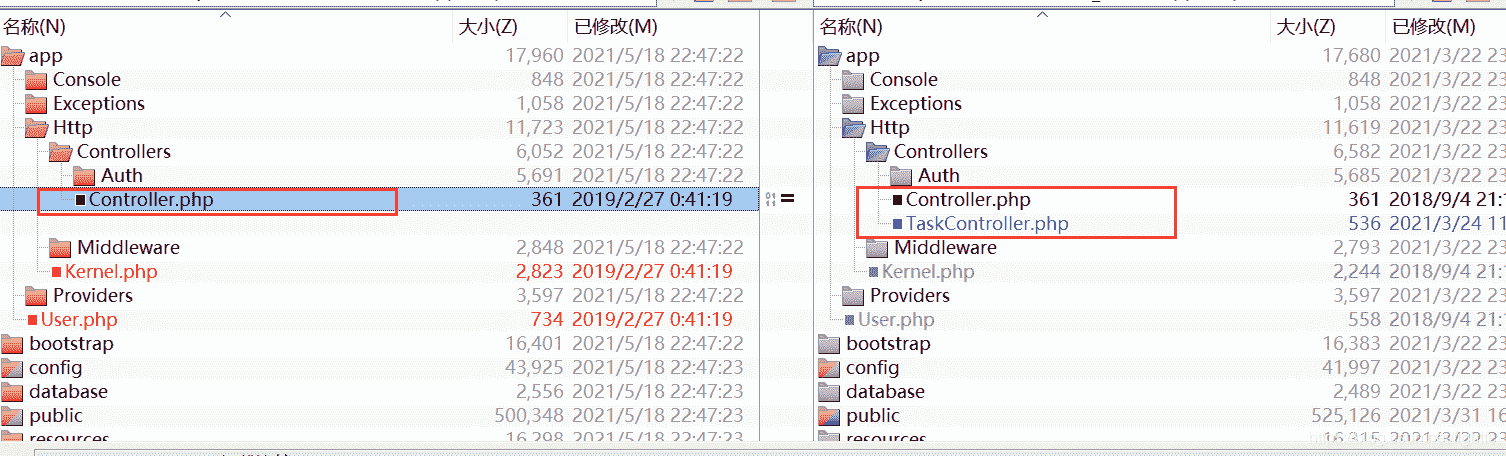 名称(N) 大小(Z) 已修改(M) 名称(N) 大小(Z) 已修改(M)
app 17,960 2021/5/18 22:47:22 app 17,680 2021/3/22 23
Console 848 2021/5/18 22:47:22 Console 848 2021/3/22 23
Exceptions 1,058 2021/5/18 22:47:22 Exceptions 1,058 2021/3/22 23
Http 11,723 2021/5/18 22:47:22 Http 11,619 2021/3/22 23
Controllers 6,052 2021/5/18 22:47:22 Controllers 6,582 2021/3/22 23
Auth 5,691 2021/5/18 22:47:22 Auth 5,685 2021/3/22 23
Controller.php 361 2019/2/27 0:41:19 = Controller.php 361 2018/9/4 21:
TaskController.php 536 2021/3/24 11
Middleware 2,848 2021/5/18 22:47:22 Middleware 2,793 2021/3/22 23
Kernel.php 2,823 2019/2/27 0:41:19 Kernel.php 2,244 2018/9/4 21:
Providers 3,597 2021/5/18 22:47:22 Providers 3,597 2021/3/22 23
User.php 734 2019/2/27 0:41:19 User.php 558 2018/9/4 21:
bootstrap 16,401 2021/5/18 22:47:22 bootstrap 16,383 2021/3/22 23
config 43,925 2021/5/18 22:47:23 config 41,997 2021/3/22 23
database 2,556 2021/5/18 22:47:23 database 2,489 2021/3/22 23
public 500,348 2021/5/18 22:47:23 public 525,126 2021/3/31 16
resources 16,298 2021/5/18 22:47:23 resources 16,315 2021/3/22 23